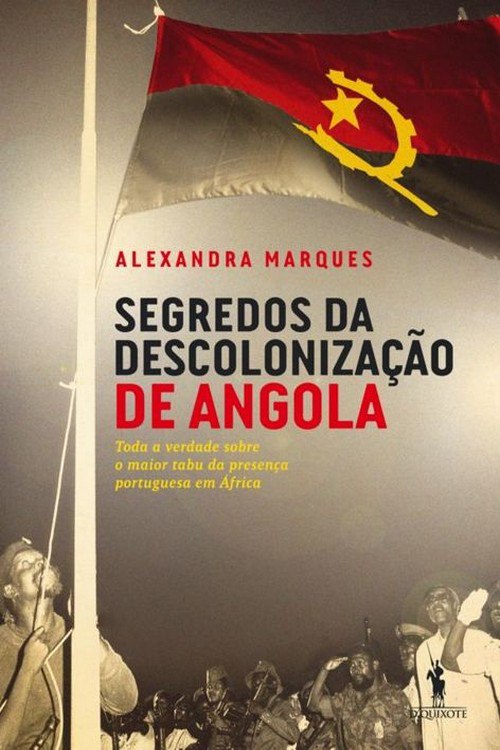 ALEXANDRA MARQUES
SEGREDOS DA
DESCOLONIZAÇÃO
DE ANGOLA
Toda a verdade sobre
o maior tabu da presença
portuguesa em África
D.QUIXOTE